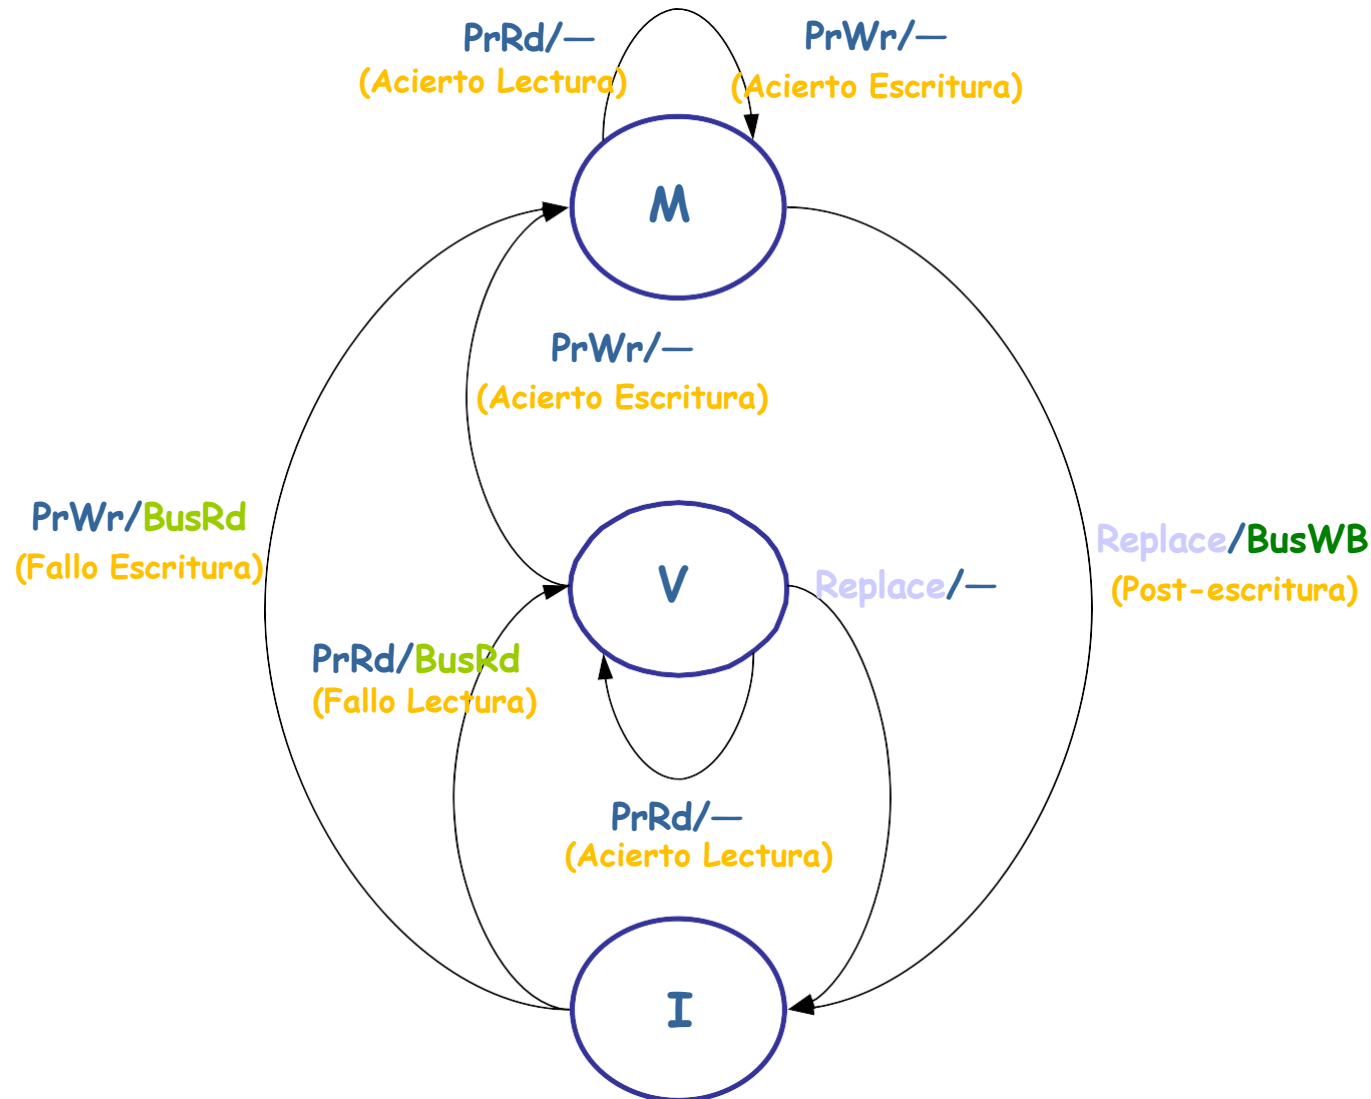 PrRd/—
(Acierto Lectura)
PrWr/—
(Acierto Escritura)
M
PrWr/—
(Acierto Escritura)
PrWr/BusRd
(Fallo Escritura)
Replace/BusWB
(Post-escritura)
V
Replace/—
PrRd/BusRd
(Fallo Lectura)
PrRd/—
(Acierto Lectura)
I